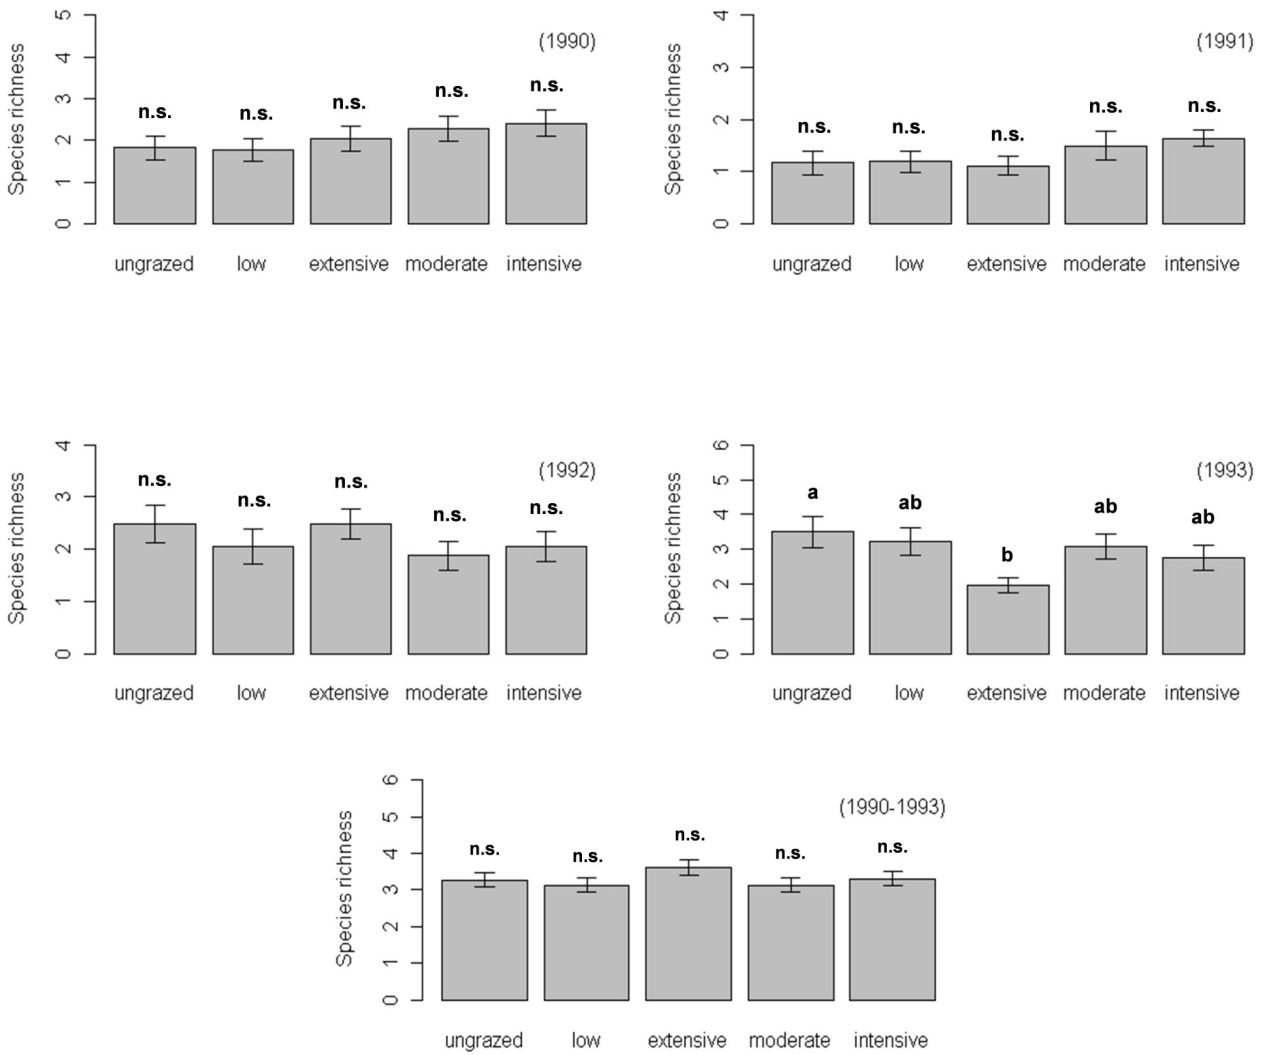 Species richness
5
4
3
2
1
0
(1990)
n.s.
n.s.
n.s.
n.s.
n.s.
ungrazed low extensive moderate intensive
Species richness
4
3
2
1
0
(1991)
n.s.
n.s.
n.s.
n.s.
n.s.
ungrazed low extensive moderate intensive
Species richness
4
3
2
1
0
(1992)
n.s.
n.s.
n.s.
n.s.
n.s.
ungrazed low extensive moderate intensive
Species richness
6
5
4
3
2
1
0
(1993)
a
ab
b
ab
ab
ungrazed low extensive moderate intensive
Species richness
6
5
4
3
2
1
0
(1990-1993)
n.s.
n.s.
n.s.
n.s.
n.s.
ungrazed low extensive moderate intensive